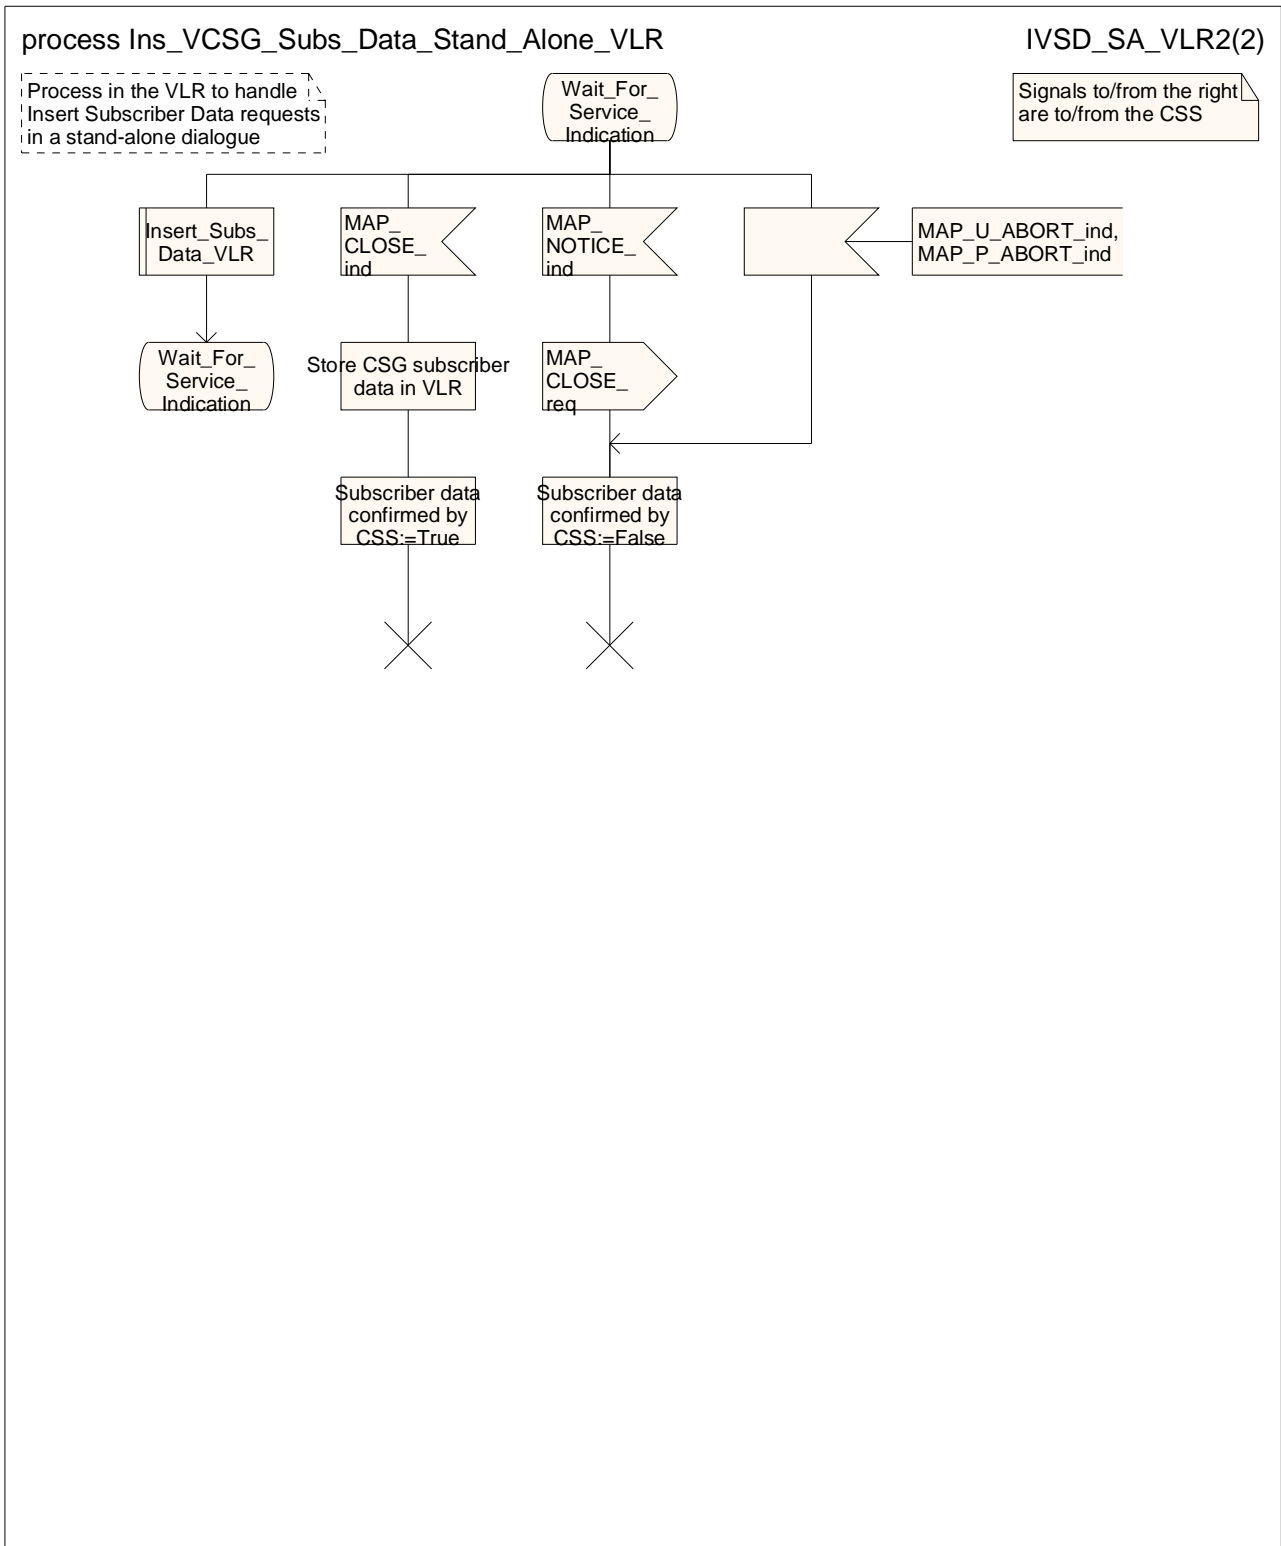 process Ins_VCSG_Subs_Data_Stand_Alone_VLR
IVSD_SA_VLR2(2)
Process in the VLR to handle
Insert Subscriber Data requests
in a stand-alone dialogue
Wait_For_
Service_
Indication
Signals to/from the right
are to/from the CSS
Insert_Subs_
Data_VLR
MAP_
CLOSE_
ind
MAP_
NOTICE_
ind
MAP_U_ABORT_ind,
MAP_P_ABORT_ind
Wait_For_
Service_
Indication
Store CSG subscriber
data in VLR
MAP_
CLOSE_
req
Subscriber data
confirmed by
CSS:=True
Subscriber data
confirmed by
CSS:=False